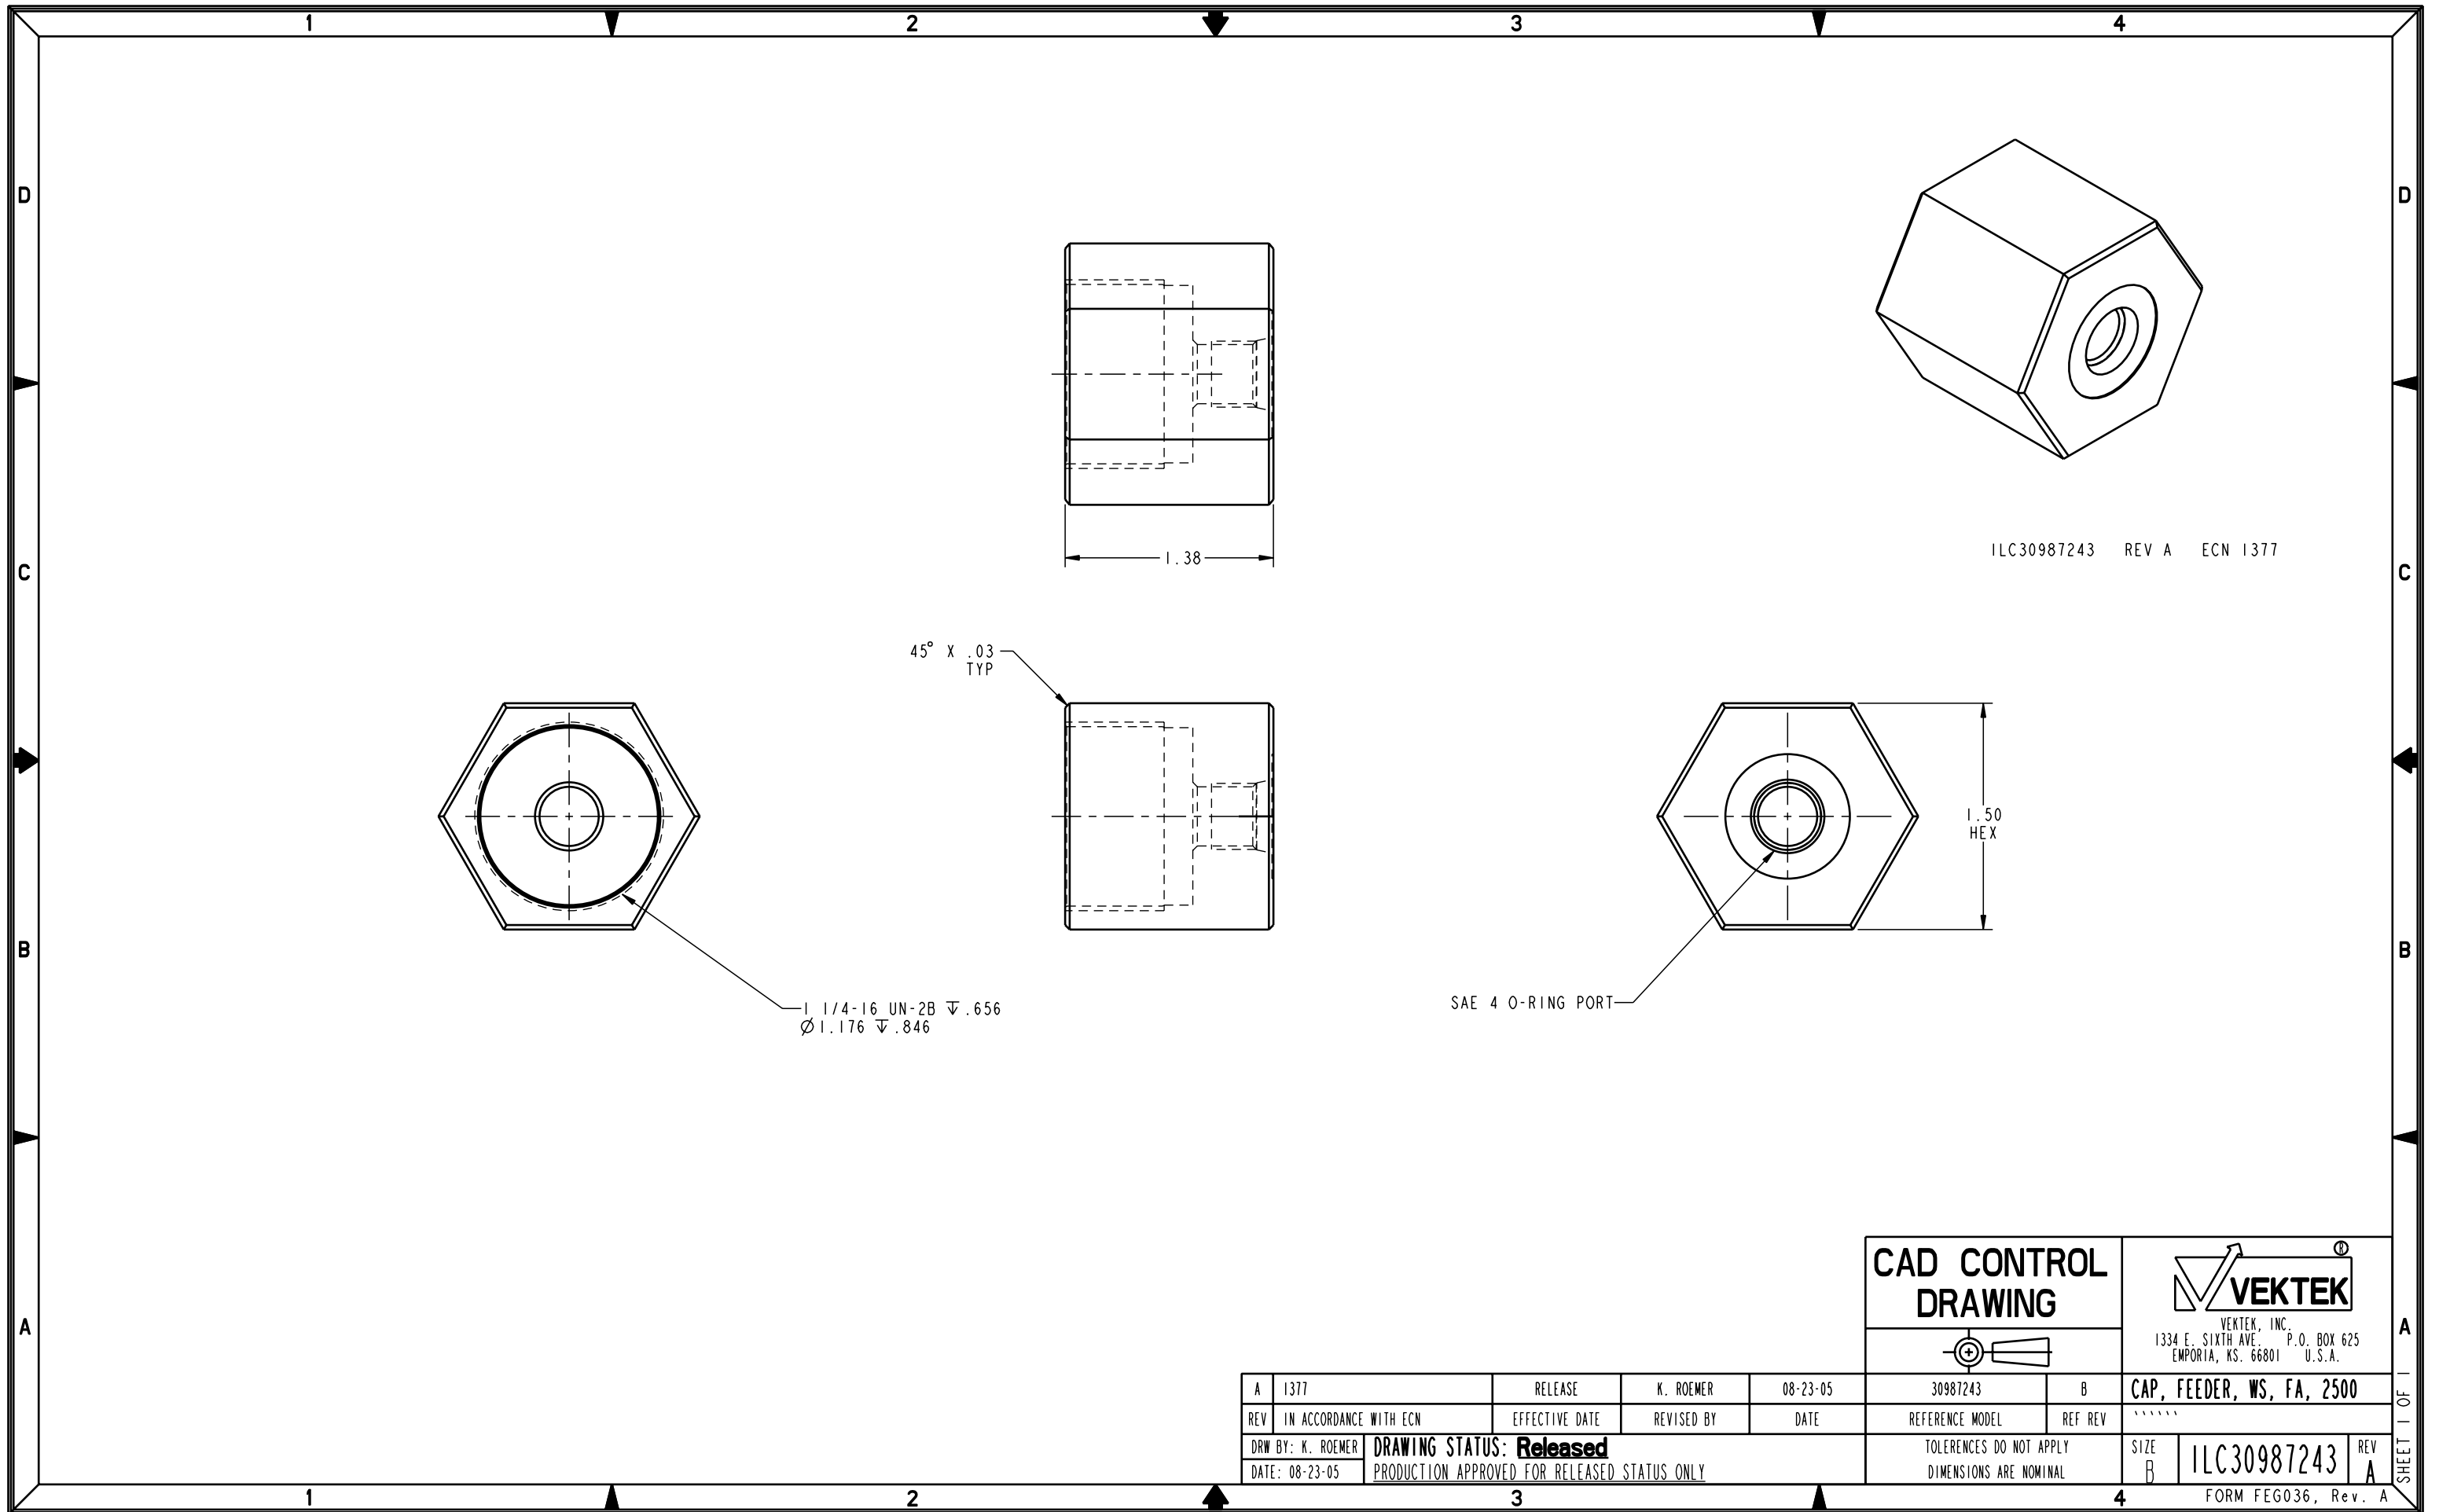 1 2 3 4
D D
ILC30987243 REV A ECN 1377
1.38
C C
45° X .03
TYP
1.50
HEX
B B
1 1/4-16 UN-2B ↧ .656
Ø1.176 ↧ .846
SAE 4 O-RING PORT
CAD CONTROL
DRAWING
®
VEKTEK
VEKTEK, INC.
1334 E. SIXTH AVE. P.O. BOX 625
EMPORIA, KS. 66801 U.S.A.
A A
A 1377 RELEASE K. ROEMER 08-23-05 30987243 B CAP, FEEDER, WS, FA, 2500
REV IN ACCORDANCE WITH ECN EFFECTIVE DATE REVISED BY DATE REFERENCE MODEL REF REV ``````
DRW BY: K. ROEMER DRAWING STATUS: Released TOLERENCES DO NOT APPLY SIZE ILC30987243 REV
DATE: 08-23-05 PRODUCTION APPROVED FOR RELEASED STATUS ONLY DIMENSIONS ARE NOMINAL B A
SHEET 1 OF 1
FORM FEG036, Rev. A
1 2 3 4